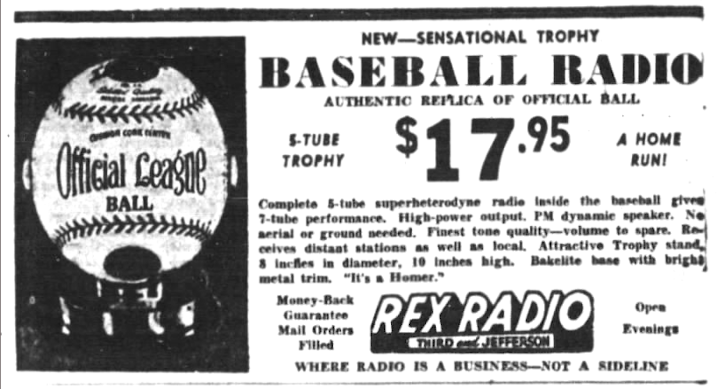 CUSHION CORK CENTER
Official League
BALL
NEW—SENSATIONAL TROPHY
BASEBALL RADIO
AUTHENTIC REPLICA OF OFFICIAL BALL
5-TUBE
TROPHY
$17.95
A HOME
RUN!
Complete 5-tube superheterodyne radio inside the baseball gives
7-tube performance. High-power output. PM dynamic speaker. No
aerial or ground needed. Finest tone quality—volume to spare. Re-
ceives distant stations as well as local. Attractive Trophy stand,
8 inches in diameter, 10 inches high. Bakelite base with bright
metal trim. "It's a Homer."
Money-Back
Guarantee
Mail Orders
Filled
REX RADIO
THIRD and JEFFERSON
Open
Evenings
WHERE RADIO IS A BUSINESS—NOT A SIDELINE